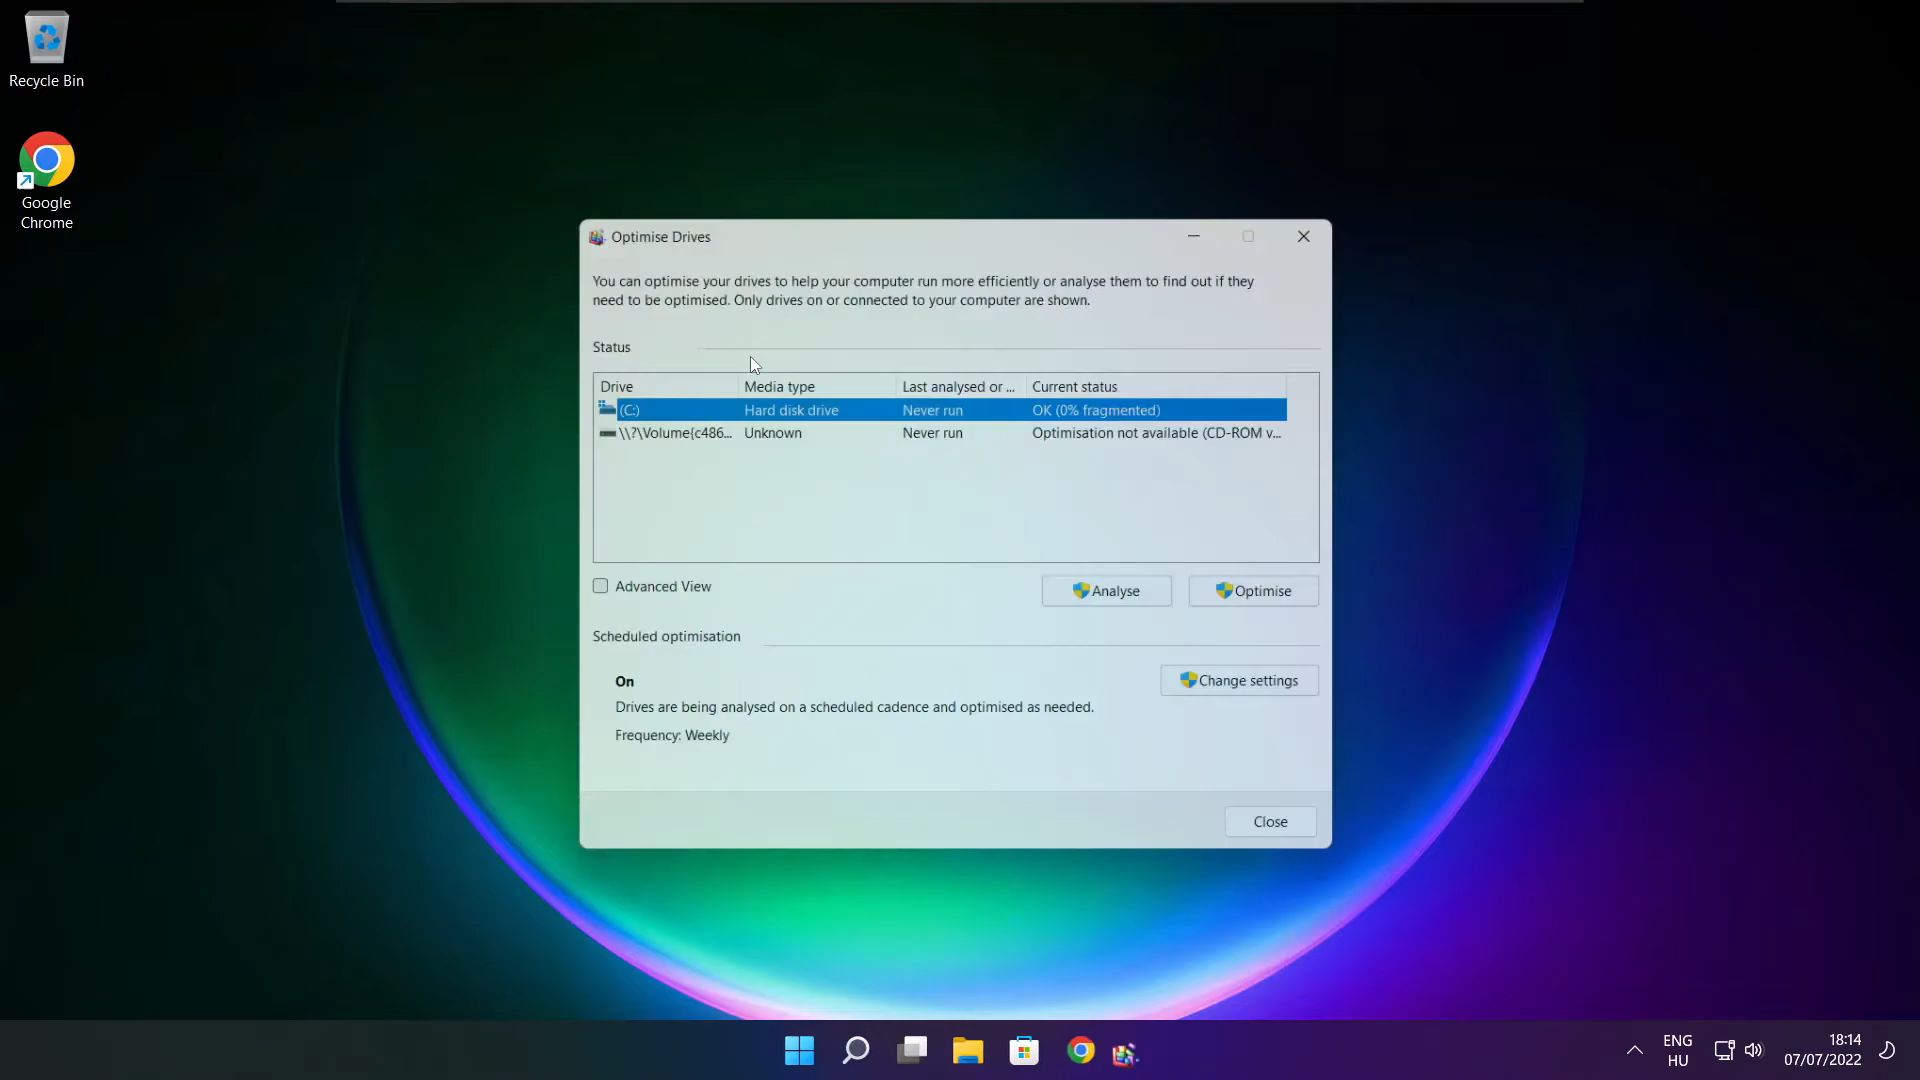 Recycle Bin
Google
Chrome
Optimise Drives
You can optimise your drives to help your computer run more efficiently or analyse them to find out if they
need to be optimised. Only drives on or connected to your computer are shown.
Status
Drive Media type Last analysed or ... Current status
(C:) Hard disk drive Never run OK (0% fragmented)
\\?\Volume{c486... Unknown Never run Optimisation not available (CD-ROM v...
Advanced View Analyse Optimise
Scheduled optimisation
On Change settings
Drives are being analysed on a scheduled cadence and optimised as needed.
Frequency: Weekly
Close
ENG
HU
18:14
07/07/2022